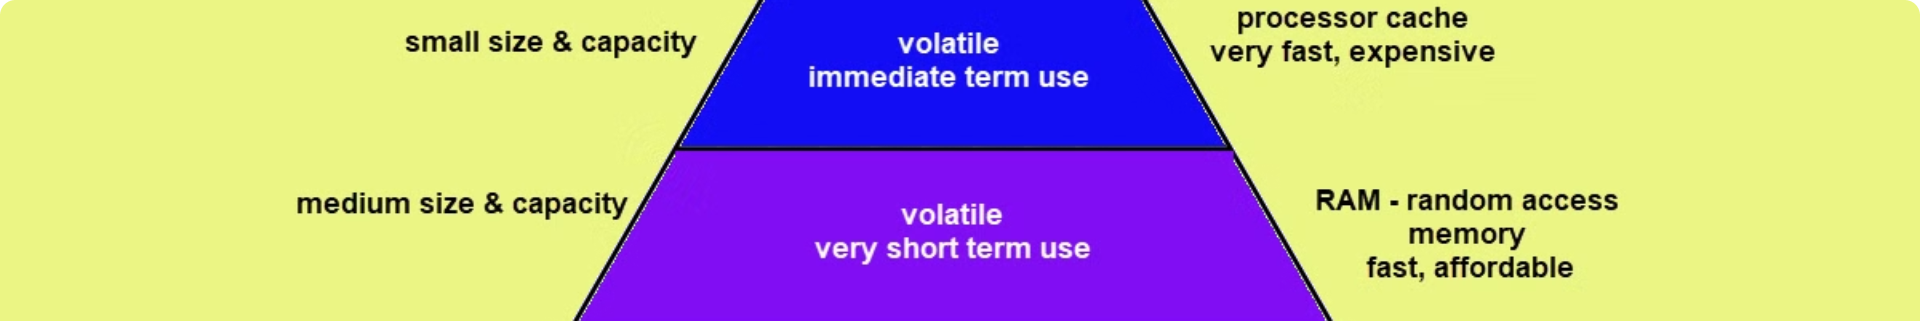 small size & capacity
volatile
immediate term use
processor cache
very fast, expensive
medium size & capacity
volatile
very short term use
RAM - random access
memory
fast, affordable